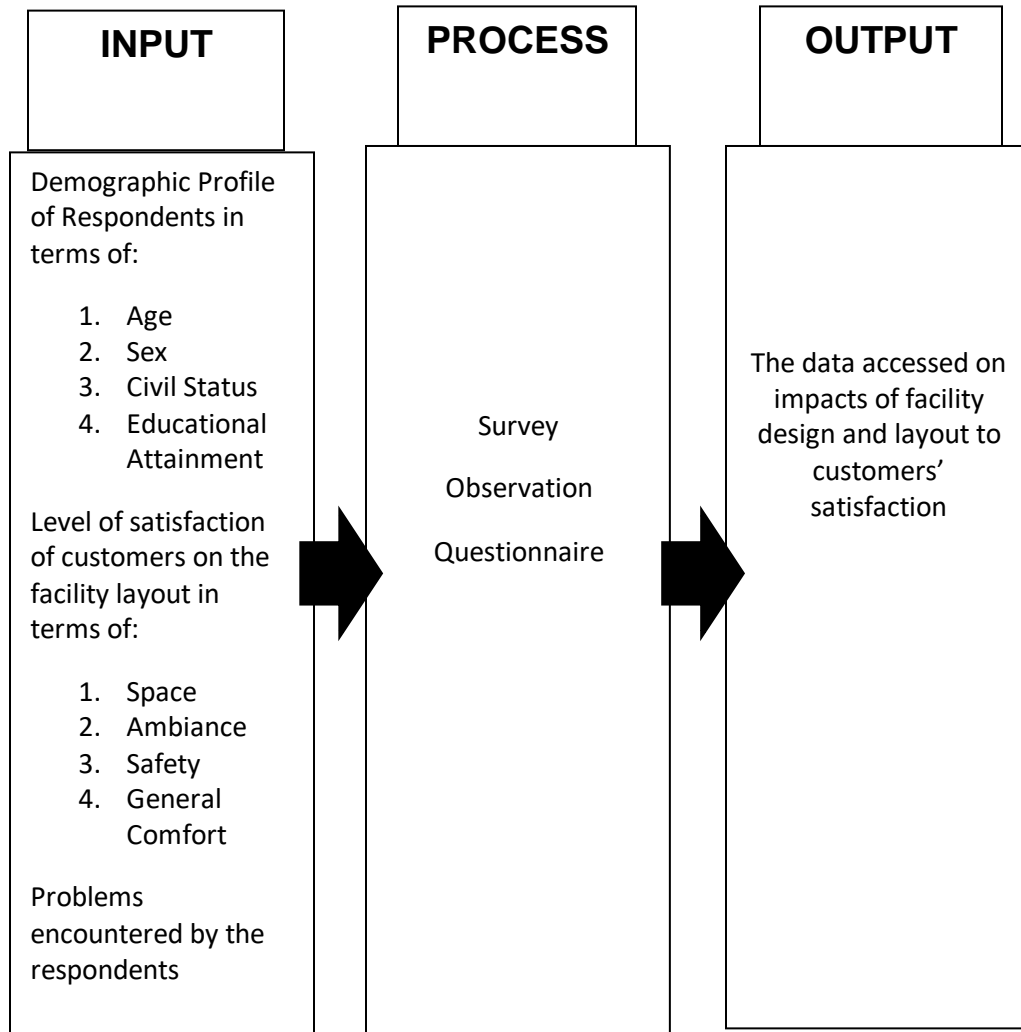 INPUT
Demographic Profile
of Respondents in
terms of:
1. Age
2. Sex
3. Civil Status
4. Educational
Attainment
Level of satisfaction
of customers on the
facility layout in
terms of:
1. Space
2. Ambiance
3. Safety
4. General
Comfort
Problems
encountered by the
respondents
PROCESS
Survey
Observation
Questionnaire
OUTPUT
The data accessed on
impacts of facility
design and layout to
customers’
satisfaction